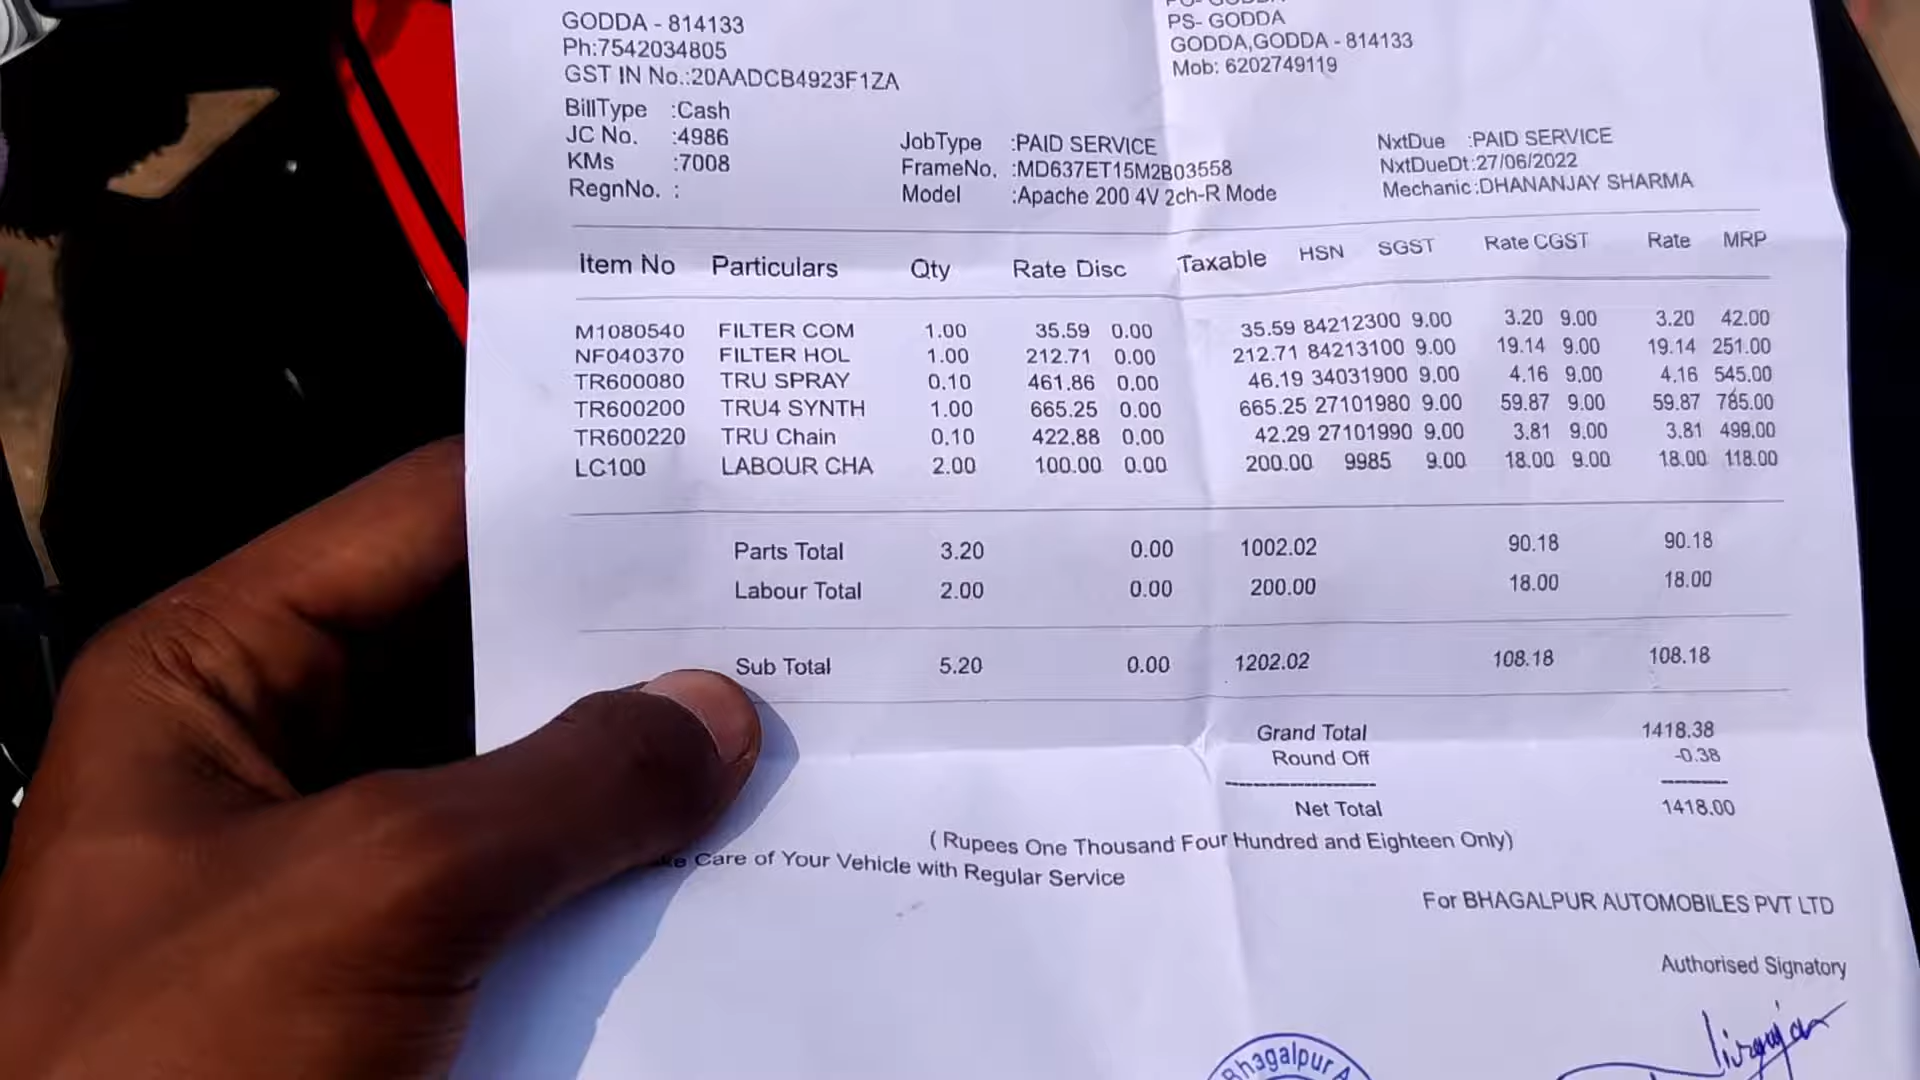 GODDA - 814133
Ph:7542034805
GST IN No.:20AADCB4923F1ZA
PS- GODDA
GODDA,GODDA - 814133
Mob: 6202749119
BillType :Cash
JC No. :4986 JobType :PAID SERVICE NxtDue :PAID SERVICE
KMs :7008 FrameNo. :MD637ET15M2B03558 NxtDueDt:27/06/2022
RegnNo. : Model :Apache 200 4V 2ch-R Mode Mechanic:DHANANJAY SHARMA
Item No Particulars Qty Rate Disc Taxable HSN SGST Rate CGST Rate MRP
M1080540 FILTER COM 1.00 35.59 0.00 35.59 84212300 9.00 3.20 9.00 3.20 42.00
NF040370 FILTER HOL 1.00 212.71 0.00 212.71 84213100 9.00 19.14 9.00 19.14 251.00
TR600080 TRU SPRAY 0.10 461.86 0.00 46.19 34031900 9.00 4.16 9.00 4.16 545.00
TR600200 TRU4 SYNTH 1.00 665.25 0.00 665.25 27101980 9.00 59.87 9.00 59.87 785.00
TR600220 TRU Chain 0.10 422.88 0.00 42.29 27101990 9.00 3.81 9.00 3.81 499.00
LC100 LABOUR CHA 2.00 100.00 0.00 200.00 9985 9.00 18.00 9.00 18.00 118.00
Parts Total 3.20 0.00 1002.02 90.18 90.18
Labour Total 2.00 0.00 200.00 18.00 18.00
Sub Total 5.20 0.00 1202.02 108.18 108.18
Grand Total 1418.38
Round Off -0.38
Net Total 1418.00
( Rupees One Thousand Four Hundred and Eighteen Only)
Care of Your Vehicle with Regular Service
For BHAGALPUR AUTOMOBILES PVT LTD
Authorised Signatory
Bhagalpur